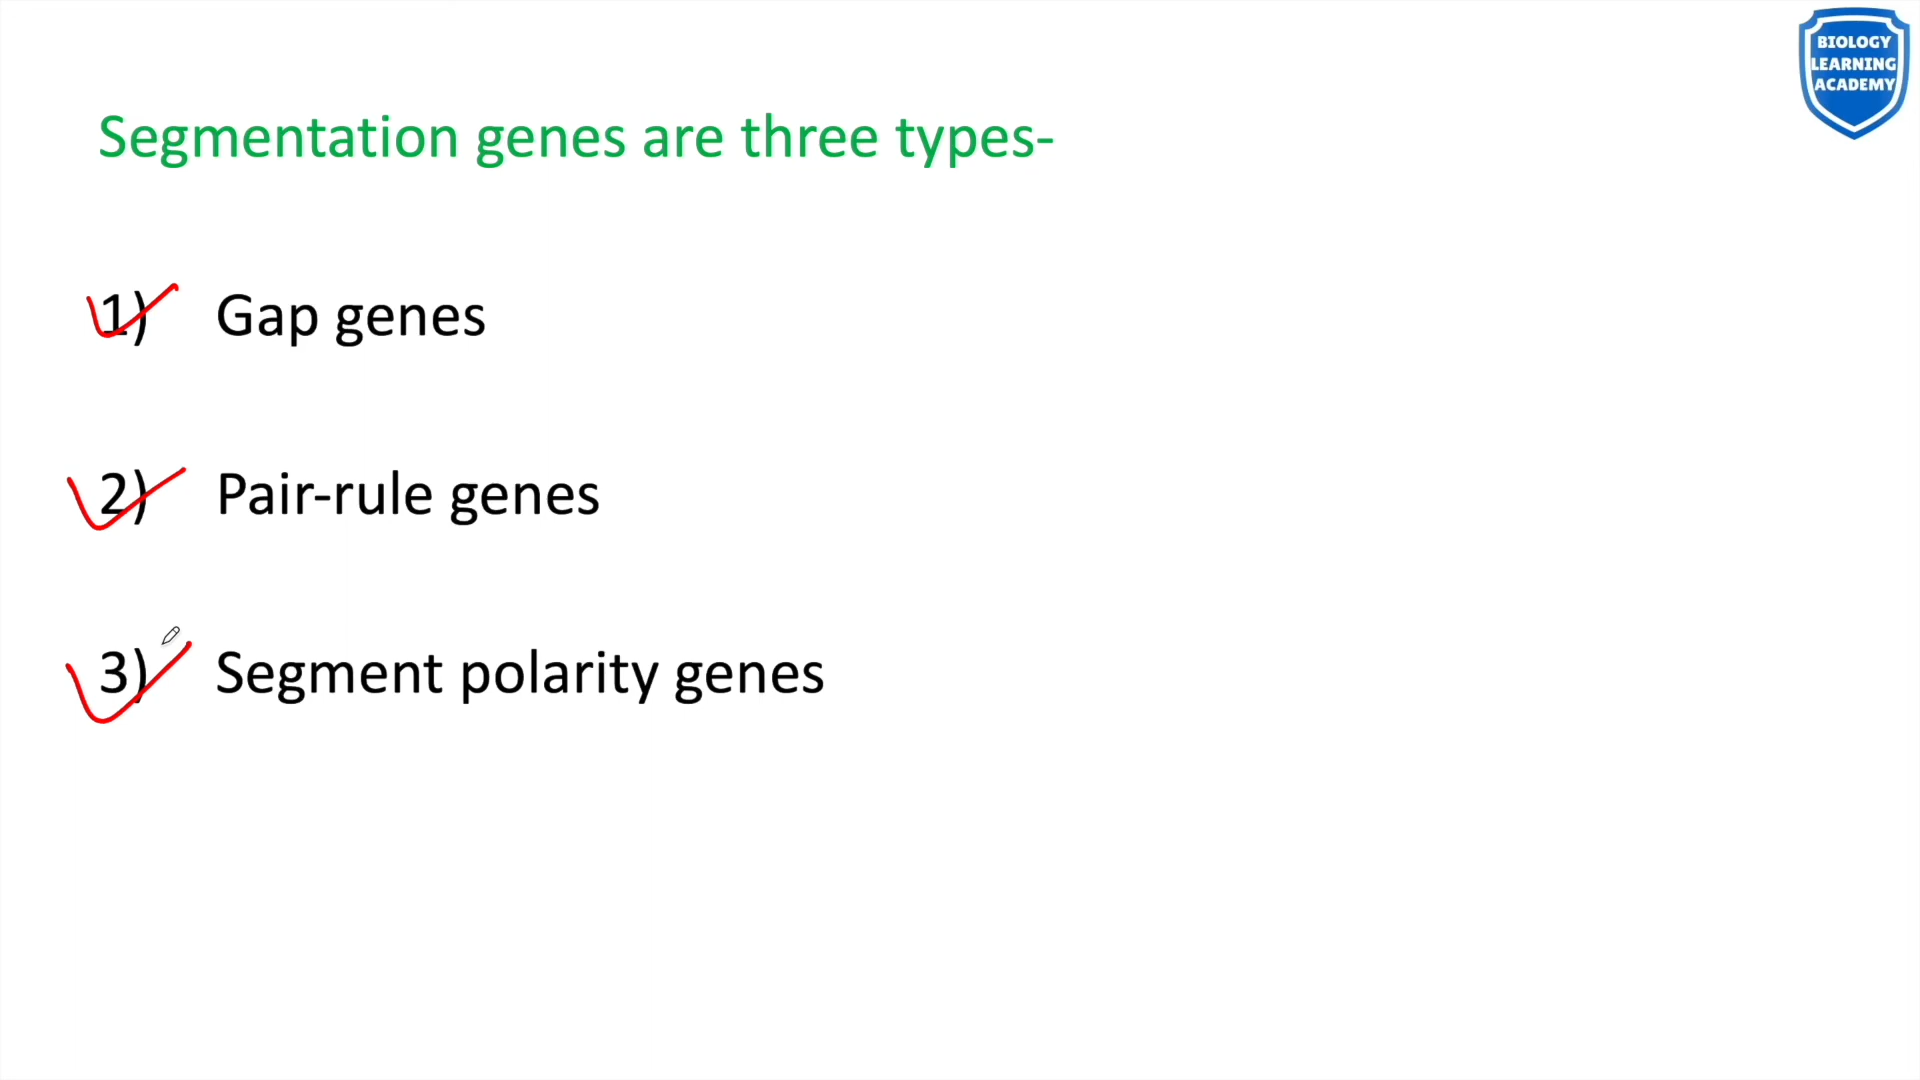 BIOLOGY
LEARNING
ACADEMY
Segmentation genes are three types-
1) Gap genes
2) Pair-rule genes
3) Segment polarity genes